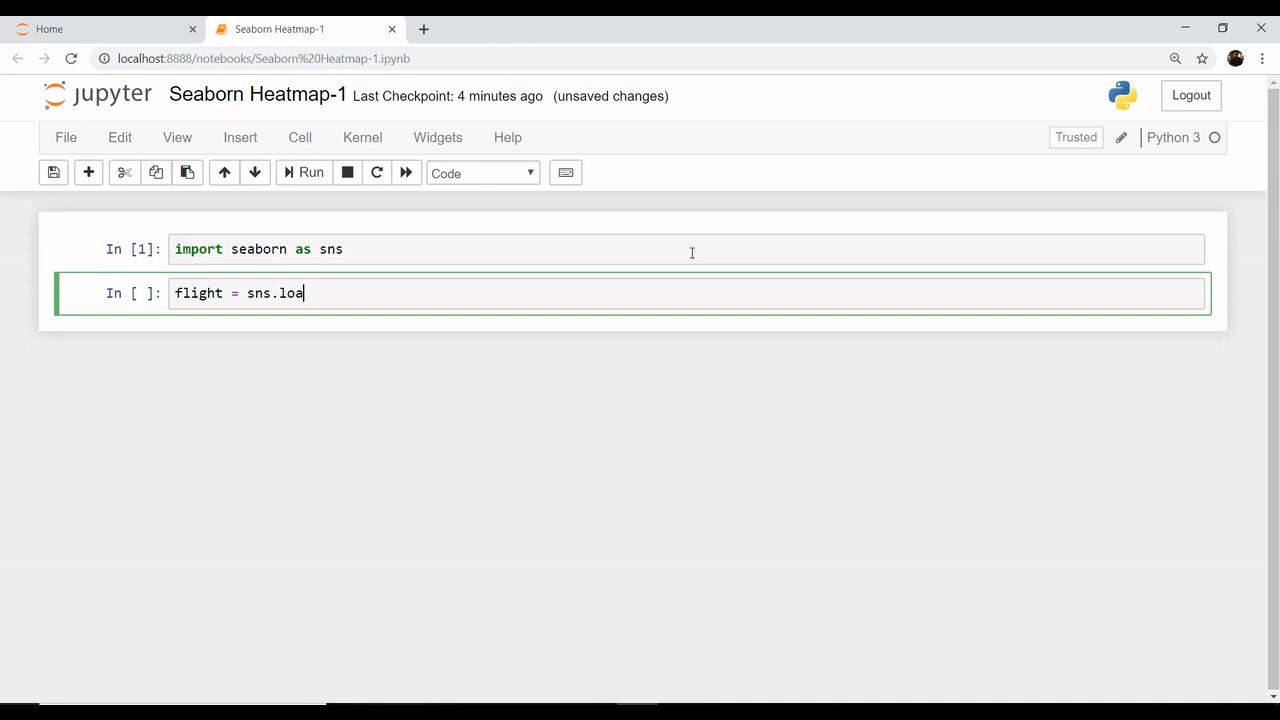 Home
Seaborn Heatmap-1
localhost:8888/notebooks/Seaborn%20Heatmap-1.ipynb
jupyter Seaborn Heatmap-1 Last Checkpoint: 4 minutes ago (unsaved changes) Logout
File Edit View Insert Cell Kernel Widgets Help Trusted Python 3
Run Code
In [1]: import seaborn as sns
In [ ]: flight = sns.loa